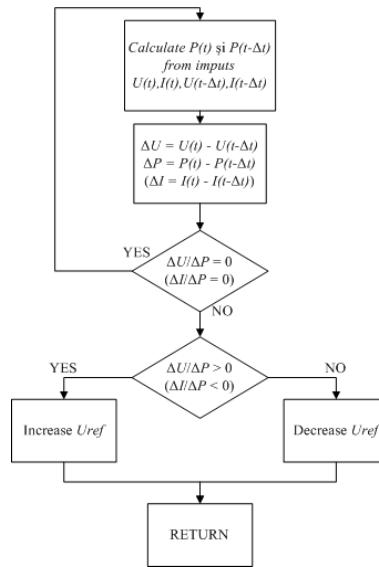 Calculate P(t) și P(t-Δt)
from imputs
U(t),I(t),U(t-Δt),I(t-Δt)
ΔU = U(t) - U(t-Δt)
ΔP = P(t) - P(t-Δt)
(ΔI = I(t) - I(t-Δt))
YES
ΔU/ΔP = 0
(ΔI/ΔP = 0)
NO
YES
ΔU/ΔP > 0
(ΔI/ΔP < 0)
NO
Increase Uref
Decrease Uref
RETURN